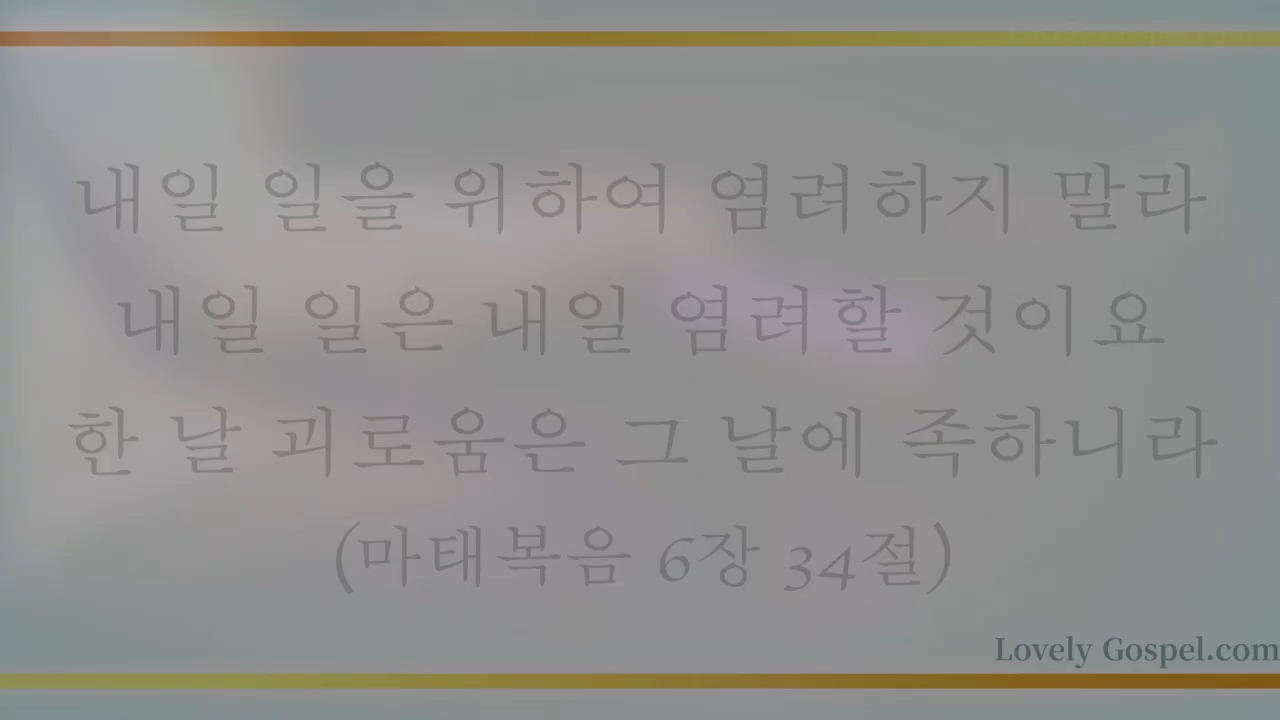 내일 일을 위하여 염려하지 말라
내일 일은 내일 염려할 것이요
한 날 괴로움은 그 날에 족하니라
(마태복음 6장 34절)
Lovely Gospel.com